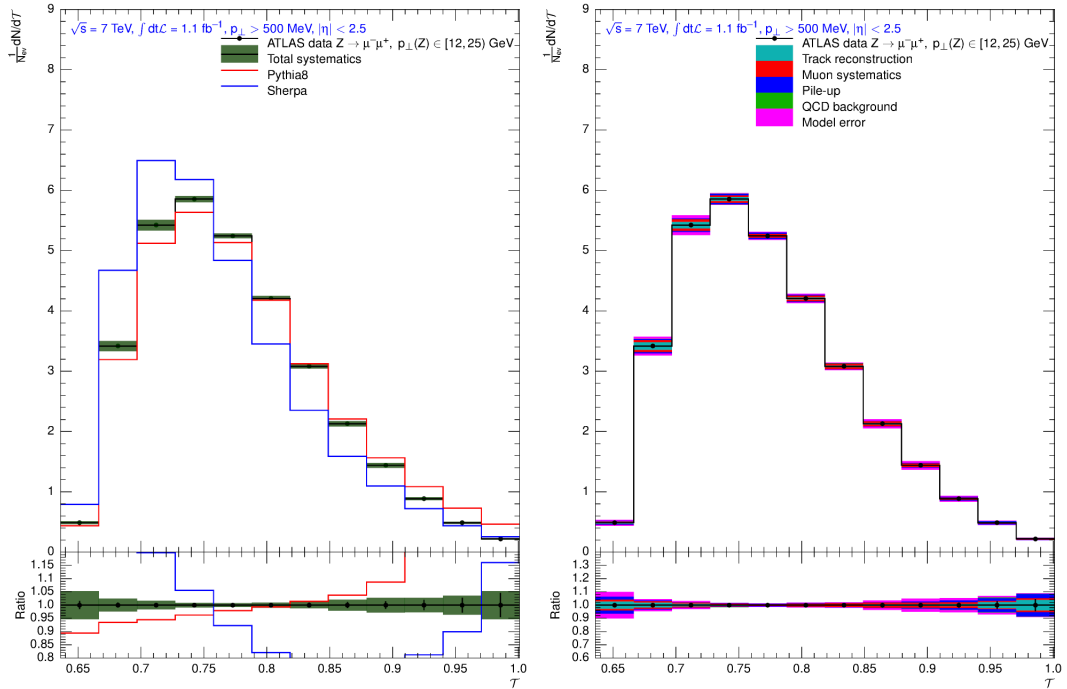 √s = 7 TeV, ∫ dtℒ = 1.1 fb⁻¹, p⊥ > 500 MeV, |η| < 2.5
ATLAS data Z → μ⁻μ⁺, p⊥(Z) ∈ [12, 25) GeV
Total systematics
Pythia8
Sherpa
1/N_ev dN/d𝒯
9
8
7
6
5
4
3
2
1
0
Ratio
1.15
1.1
1.05
1.0
0.95
0.9
0.85
0.8
0.65
0.7
0.75
0.8
0.85
0.9
0.95
1.0
𝒯
√s = 7 TeV, ∫ dtℒ = 1.1 fb⁻¹, p⊥ > 500 MeV, |η| < 2.5
ATLAS data Z → μ⁻μ⁺, p⊥(Z) ∈ [12, 25) GeV
Track reconstruction
Muon systematics
Pile-up
QCD background
Model error
1/N_ev dN/d𝒯
9
8
7
6
5
4
3
2
1
0
Ratio
1.3
1.2
1.1
1.0
0.9
0.8
0.7
0.6
0.65
0.7
0.75
0.8
0.85
0.9
0.95
1.0
𝒯